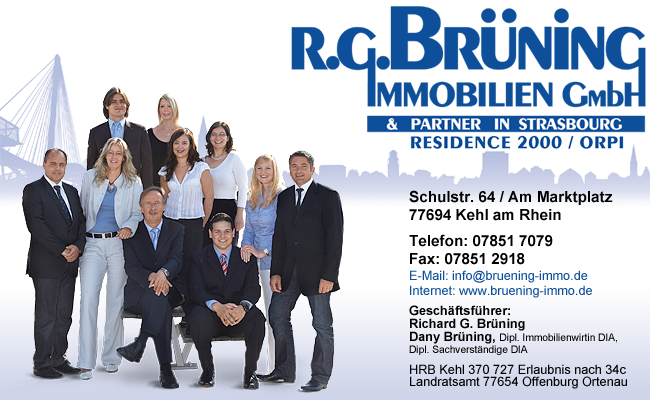 R.G.BRÜNING
IMMOBILIEN GMBH
& PARTNER IN STRASBOURG
RESIDENCE 2000 / ORPI
Schulstr. 64 / Am Marktplatz
77694 Kehl am Rhein
Telefon: 07851 7079
Fax: 07851 2918
E-Mail: info@bruening-immo.de
Internet: www.bruening-immo.de
Geschäftsführer:
Richard G. Brüning
Dany Brüning, Dipl. Immobilienwirtin DIA,
Dipl. Sachverständige DIA
HRB Kehl 370 727 Erlaubnis nach 34c
Landratsamt 77654 Offenburg Ortenau